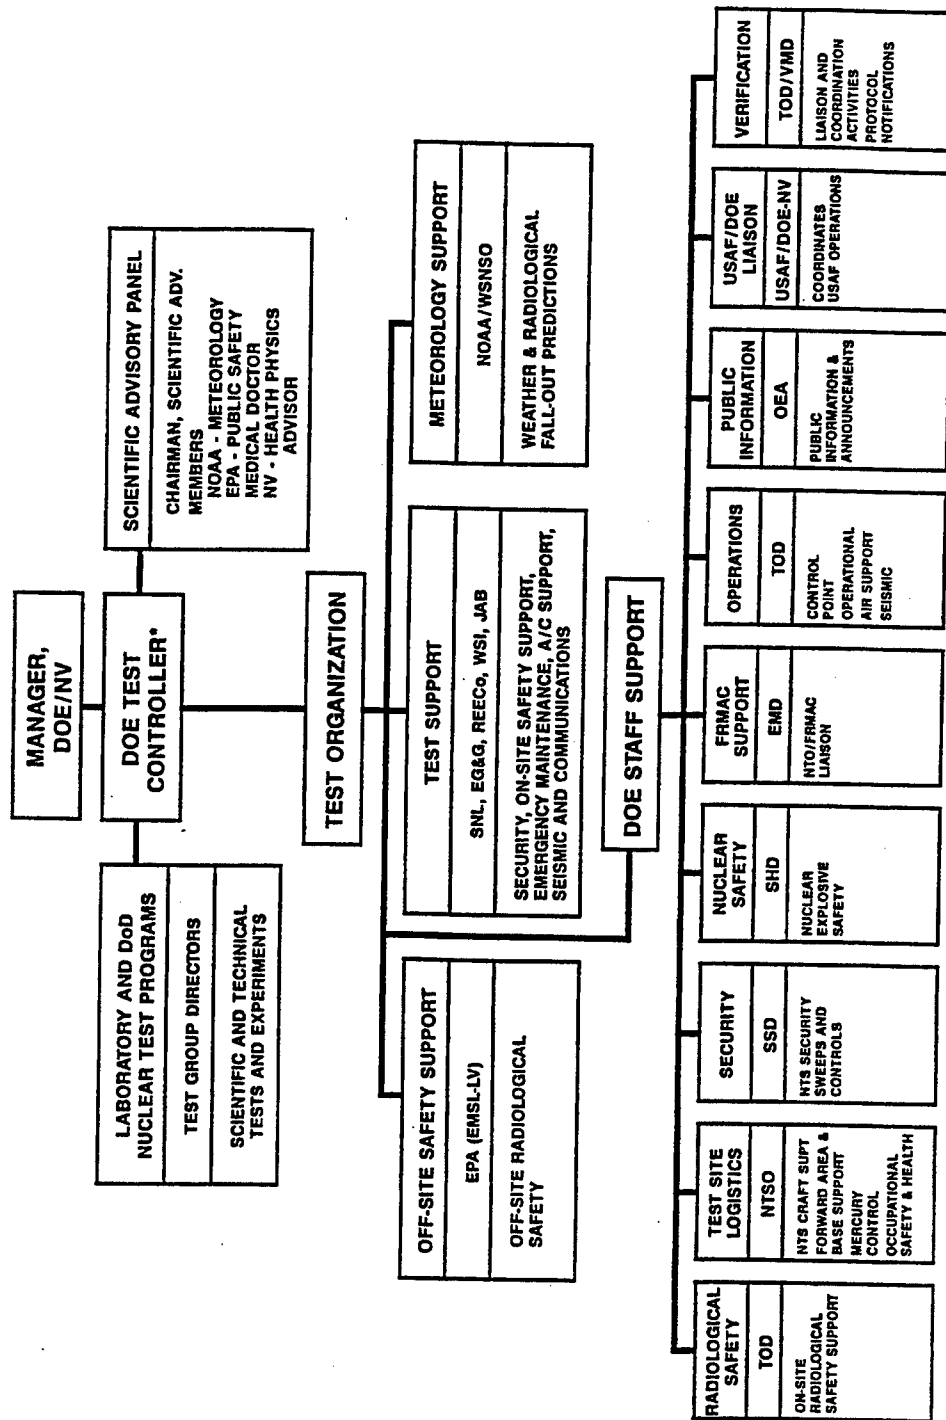 MANAGER,
DOE/NV
LABORATORY AND DoD
NUCLEAR TEST PROGRAMS
TEST GROUP DIRECTORS
SCIENTIFIC AND TECHNICAL
TESTS AND EXPERIMENTS
DOE TEST
CONTROLLER*
SCIENTIFIC ADVISORY PANEL
CHAIRMAN, SCIENTIFIC ADV.
MEMBERS
NOAA - METEOROLOGY
EPA - PUBLIC SAFETY
MEDICAL DOCTOR
NV - HEALTH PHYSICS
ADVISOR
TEST ORGANIZATION
OFF-SITE SAFETY SUPPORT
EPA (EMSL-LV)
OFF-SITE RADIOLOGICAL
SAFETY
TEST SUPPORT
SNL, EG&G, REECo, WSI, JAB
SECURITY, ON-SITE SAFETY SUPPORT,
EMERGENCY MAINTENANCE, A/C SUPPORT,
SEISMIC AND COMMUNICATIONS
METEOROLOGY SUPPORT
NOAA/WSNSO
WEATHER & RADIOLOGICAL
FALL-OUT PREDICTIONS
DOE STAFF SUPPORT
RADIOLOGICAL
SAFETY
TOD
ON-SITE
RADIOLOGICAL
SAFETY SUPPORT
TEST SITE
LOGISTICS
NTSO
NTS CRAFT SUPT
FORWARD AREA &
BASE SUPPORT
MERCURY
CONTROL
OCCUPATIONAL
SAFETY & HEALTH
SECURITY
SSD
NTS SECURITY
SWEEPS AND
CONTROLS
NUCLEAR
SAFETY
SHD
NUCLEAR
EXPLOSIVE
SAFETY
FRMAC
SUPPORT
EMD
NTO/FRMAC
LIAISON
OPERATIONS
TOD
CONTROL
POINT
OPERATIONAL
AIR SUPPORT
SEISMIC
PUBLIC
INFORMATION
OEA
PUBLIC
INFORMATION &
ANNOUNCEMENTS
USAF/DOE
LIAISON
USAF/DOE-NV
COORDINATES
USAF OPERATIONS
VERIFICATION
TOD/VMD
LIAISON AND
COORDINATION
ACTIVITIES
PROTOCOL
NOTIFICATIONS